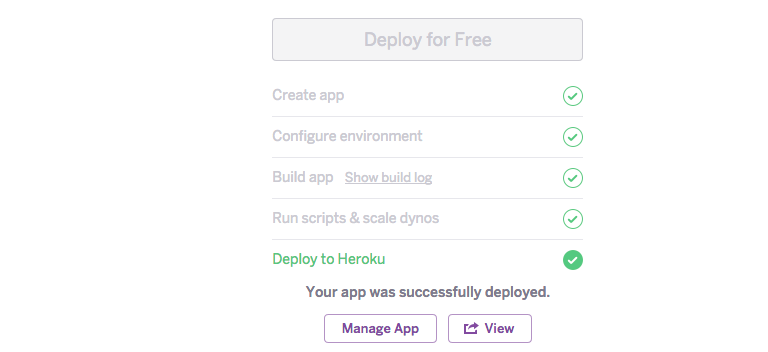 Deploy for Free
Create app
Configure environment
Build app Show build log
Run scripts & scale dynos
Deploy to Heroku
Your app was successfully deployed.
Manage App View